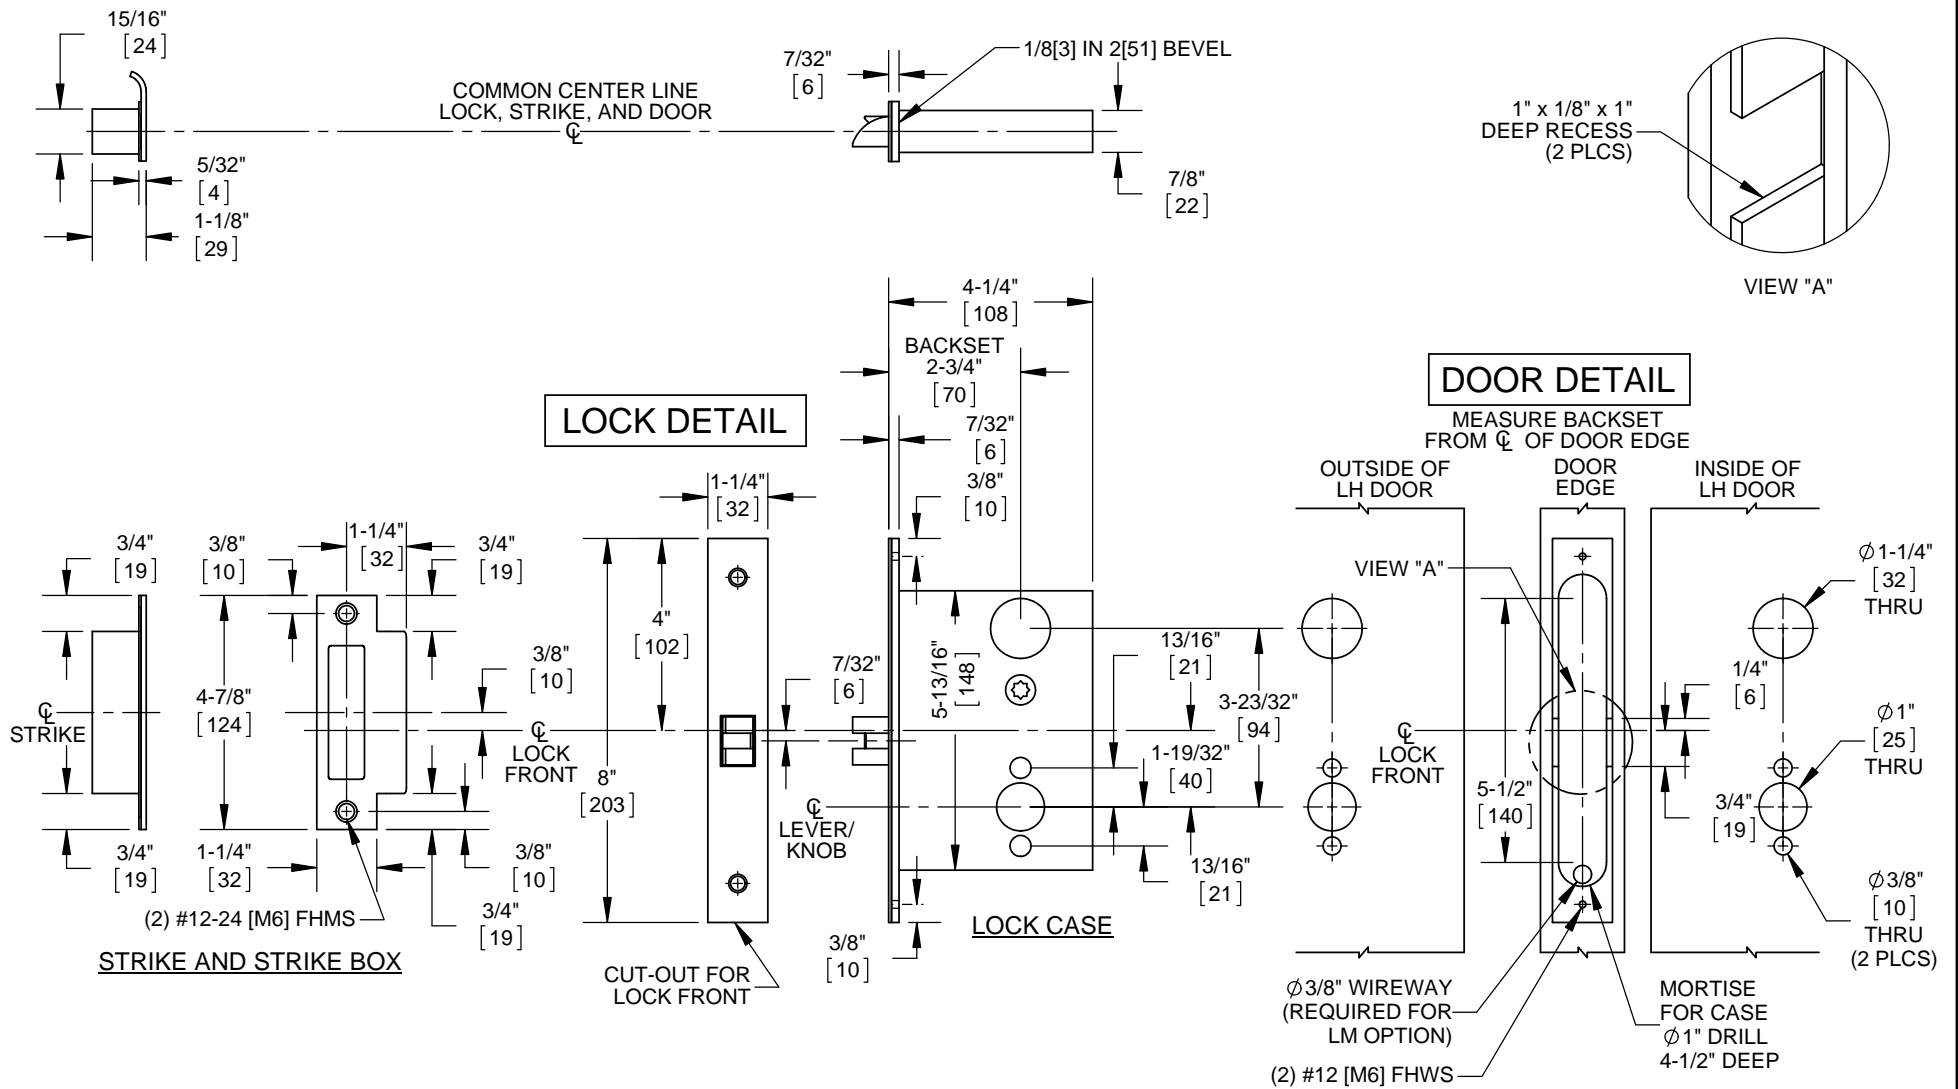 15/16"
[24]
COMMON CENTER LINE
LOCK, STRIKE, AND DOOR
℄
5/32"
[4]
1-1/8"
[29]
7/32"
[6]
1/8[3] IN 2[51] BEVEL
7/8"
[22]
1" x 1/8" x 1"
DEEP RECESS
(2 PLCS)
VIEW "A"
LOCK DETAIL
4-1/4"
[108]
BACKSET
2-3/4"
[70]
7/32"
[6]
3/8"
[10]
3/4"
[19]
3/8"
[10]
1-1/4"
[32]
3/4"
[19]
℄
STRIKE
4-7/8"
[124]
3/8"
[10]
℄
LOCK
FRONT
3/4"
[19]
1-1/4"
[32]
3/8"
[10]
3/4"
[19]
(2) #12-24 [M6] FHMS
STRIKE AND STRIKE BOX
1-1/4"
[32]
4"
[102]
8"
[203]
7/32"
[6]
℄
LEVER/
KNOB
CUT-OUT FOR
LOCK FRONT
5-13/16"
[148]
13/16"
[21]
3-23/32"
[94]
1-19/32"
[40]
13/16"
[21]
3/8"
[10]
LOCK CASE
DOOR DETAIL
MEASURE BACKSET
FROM ℄ OF DOOR EDGE
OUTSIDE OF
LH DOOR
DOOR
EDGE
INSIDE OF
LH DOOR
VIEW "A"
℄
LOCK
FRONT
5-1/2"
[140]
Ø1-1/4"
[32]
THRU
1/4"
[6]
Ø1"
[25]
THRU
3/4"
[19]
Ø3/8"
[10]
THRU
(2 PLCS)
Ø3/8" WIREWAY
(REQUIRED FOR
LM OPTION)
(2) #12 [M6] FHWS
MORTISE
FOR CASE
Ø1" DRILL
4-1/2" DEEP